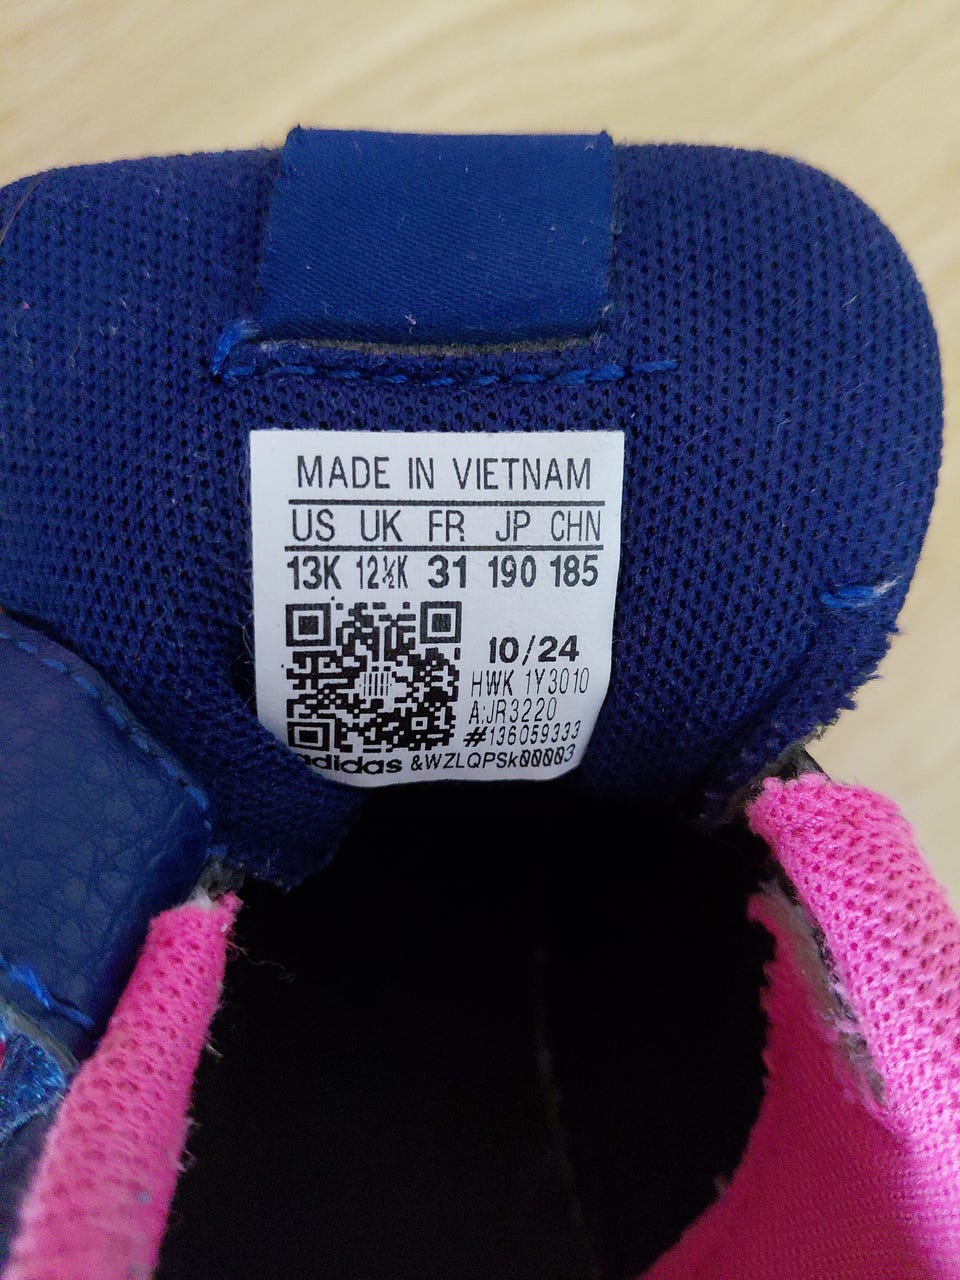 MADE IN VIETNAM
US UK FR JP CHN
13K 12½K 31 190 185
10/24
HWK 1Y3010
A:JR3220
#136059333
adidas &WZLQPSk00003